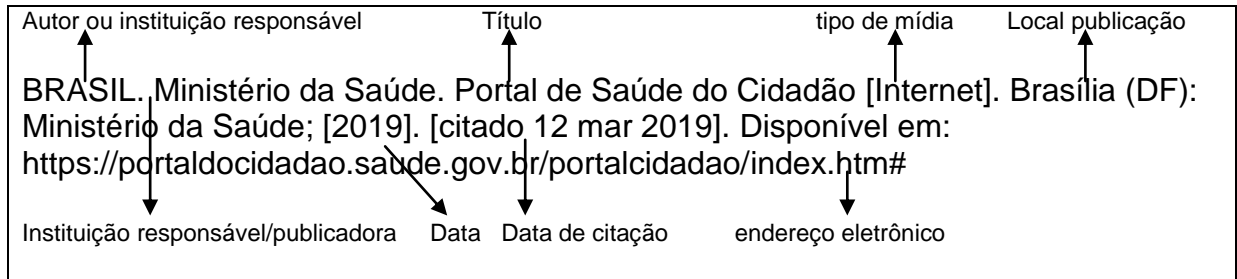 Autor ou instituição responsável Título tipo de mídia Local publicação
BRASIL. Ministério da Saúde. Portal de Saúde do Cidadão [Internet]. Brasília (DF):
Ministério da Saúde; [2019]. [citado 12 mar 2019]. Disponível em:
https://portaldocidadao.saude.gov.br/portalcidadao/index.htm#
Instituição responsável/publicadora Data Data de citação endereço eletrônico